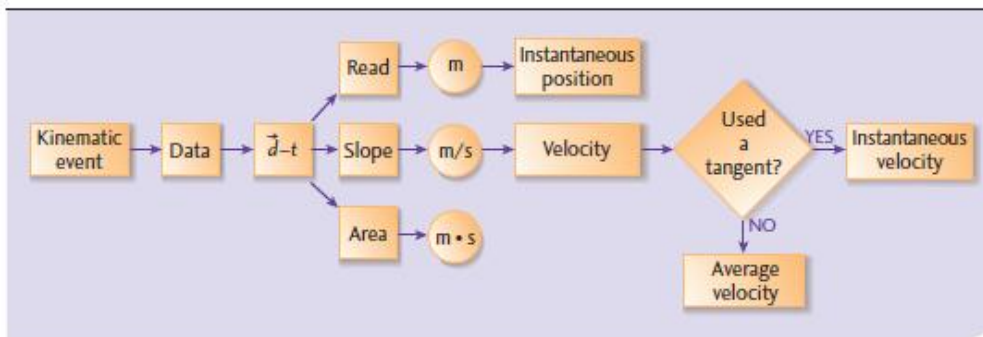 Kinematic
event
Data
d⃗–t
Read
m
Instantaneous
position
Slope
m/s
Velocity
Used
a
tangent?
YES
Instantaneous
velocity
NO
Average
velocity
Area
m • s